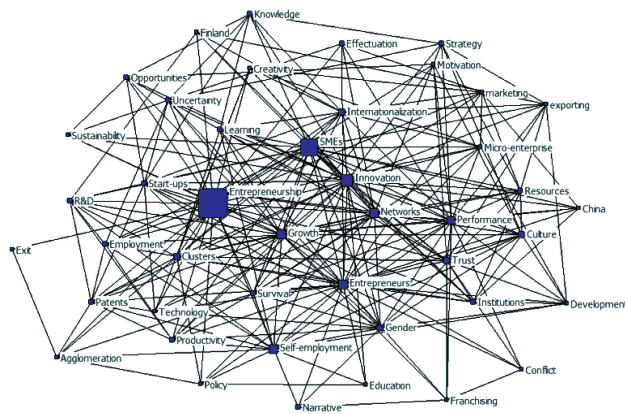 Knowledge
Finland
Effectuation
Strategy
Creativity
Motivation
Opportunities
Uncertanty
marketing
exporting
Internationalization
Sustainability
Learning
SMEs
Micro-enterprise
Start-ups
Innovation
Entrepreneurship
Resources
R&D
Networks
Performance
China
Growth
Culture
Exit
Employment
Clusters
Trust
Entrepreneurs
Survival
Patents
Technology
Institutions
Development
Gender
Productivity
Self-employment
Agglomeration
Conflict
Policy
Education
Narrative
Franchising